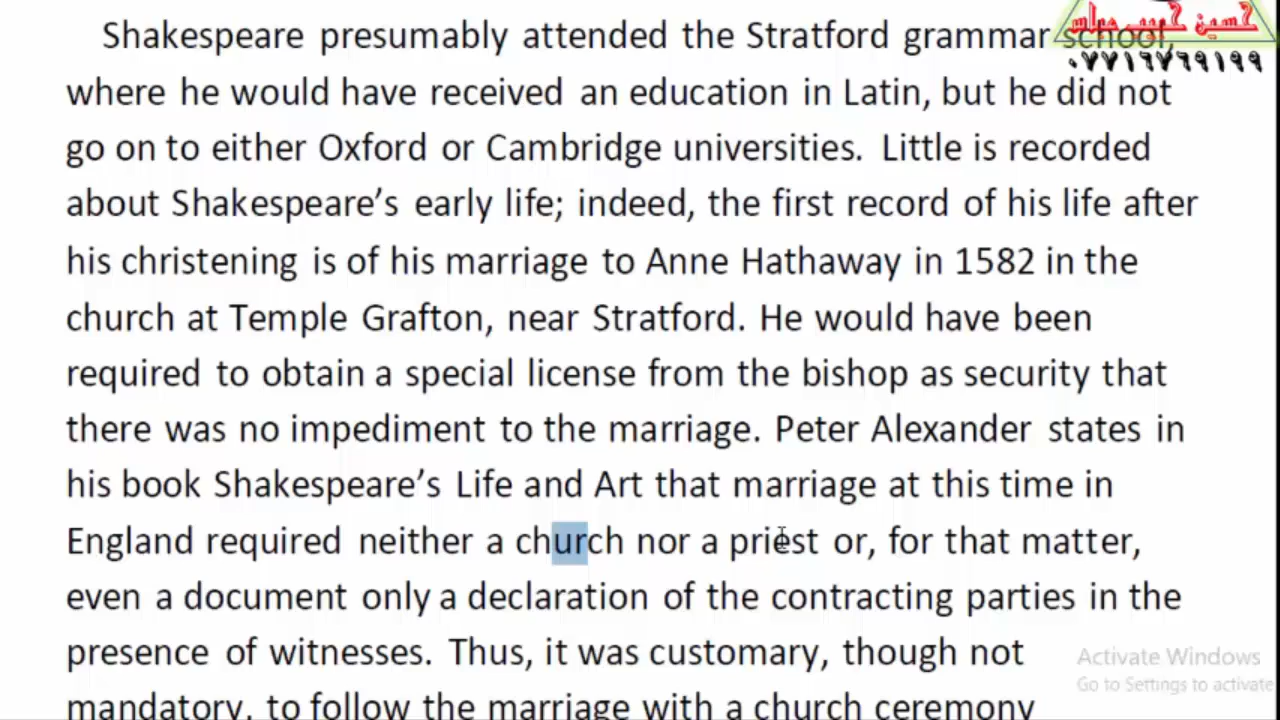 Shakespeare presumably attended the Stratford grammar school,
where he would have received an education in Latin, but he did not
go on to either Oxford or Cambridge universities. Little is recorded
about Shakespeare’s early life; indeed, the first record of his life after
his christening is of his marriage to Anne Hathaway in 1582 in the
church at Temple Grafton, near Stratford. He would have been
required to obtain a special license from the bishop as security that
there was no impediment to the marriage. Peter Alexander states in
his book Shakespeare’s Life and Art that marriage at this time in
England required neither a church nor a priest or, for that matter,
even a document only a declaration of the contracting parties in the
presence of witnesses. Thus, it was customary, though not
mandatory, to follow the marriage with a church ceremony
حسين حبيب
٠٧٧١٦٧٦٩١٩٩
Activate Windows
Go to Settings to activate